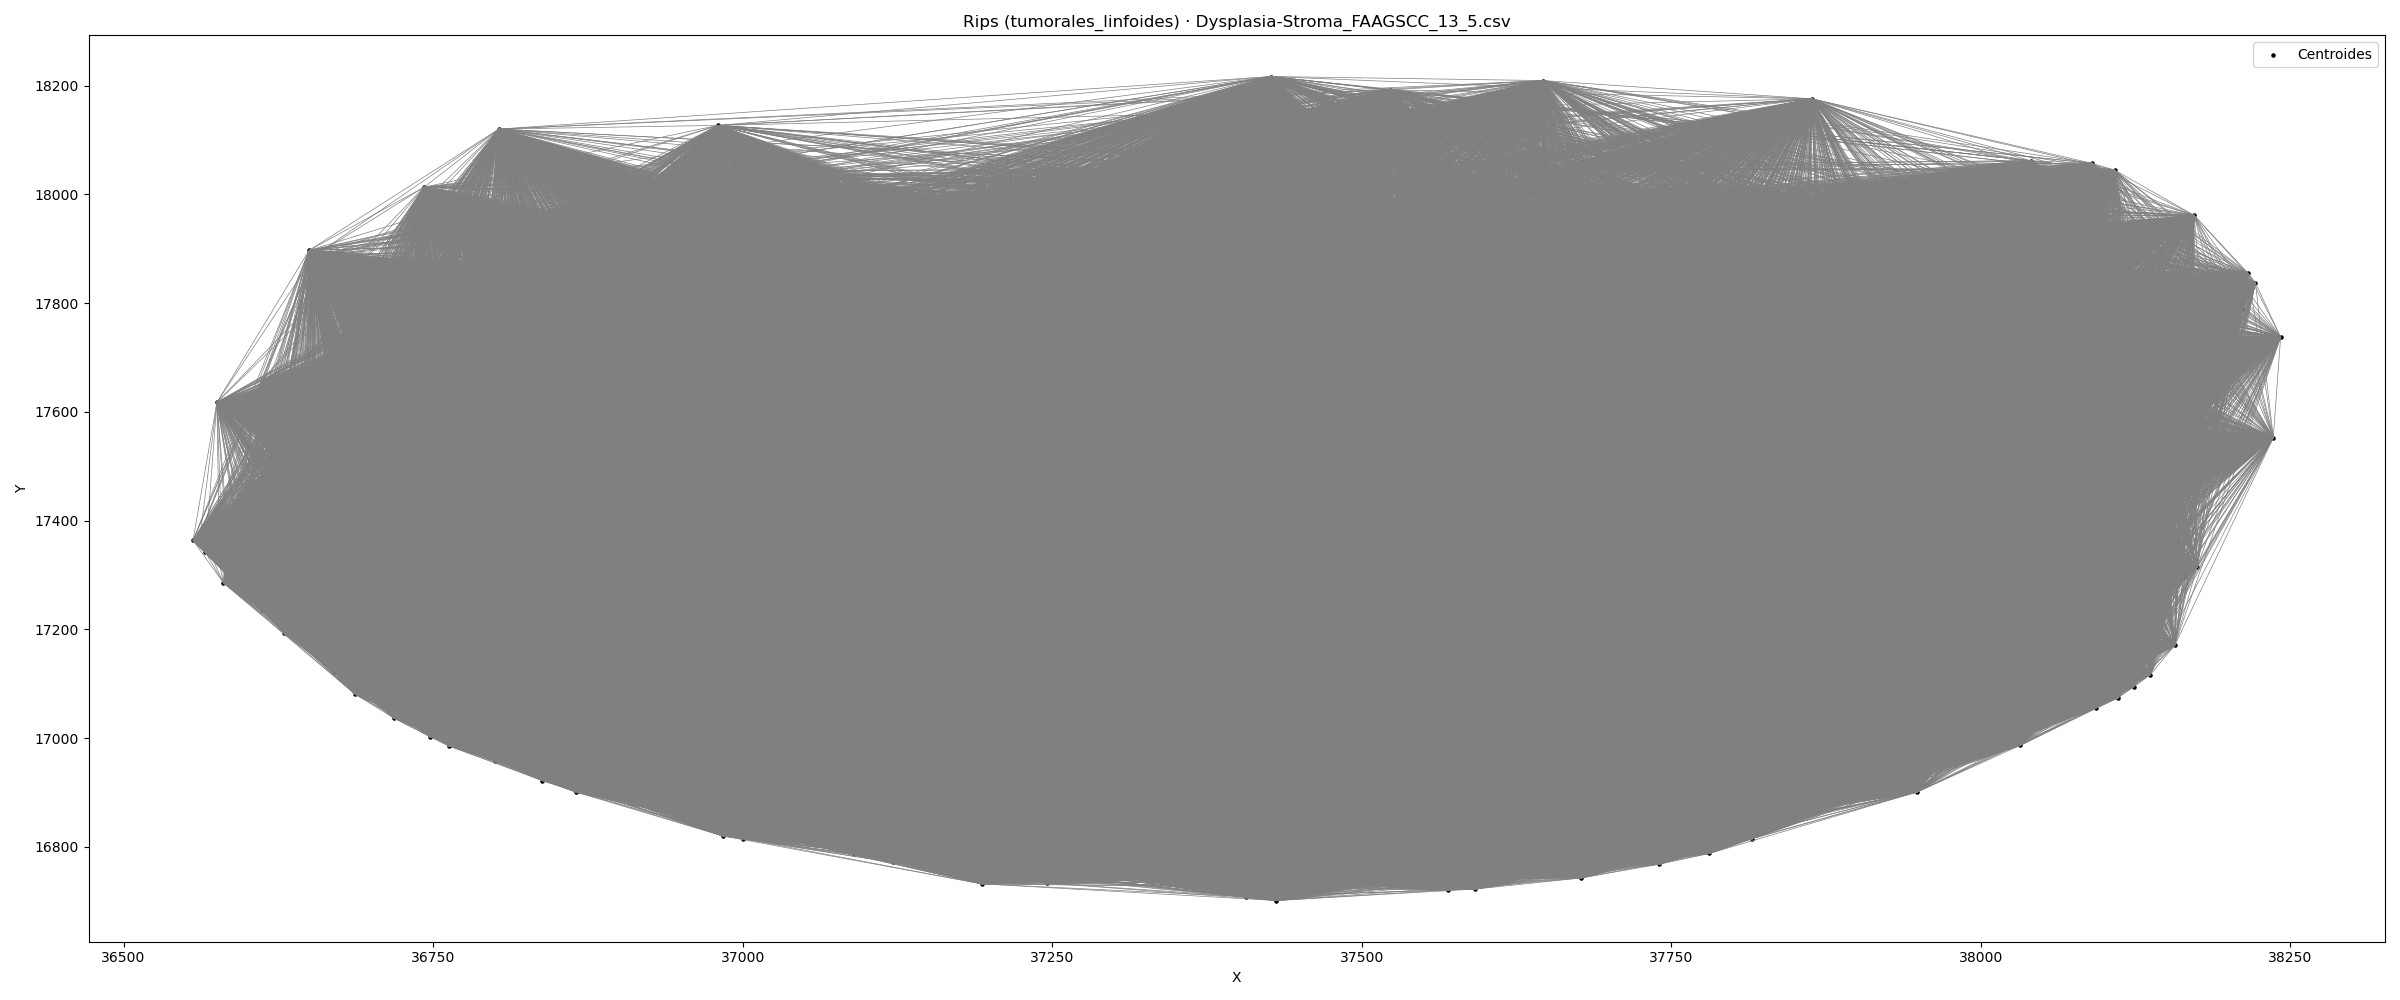 Rips (tumorales_linfoides) · Dysplasia-Stroma_FAAGSCC_13_5.csv
Centroides
18200
18000
17800
17600
17400
17200
17000
16800
Y
36500 36750 37000 37250 37500 37750 38000 38250
X